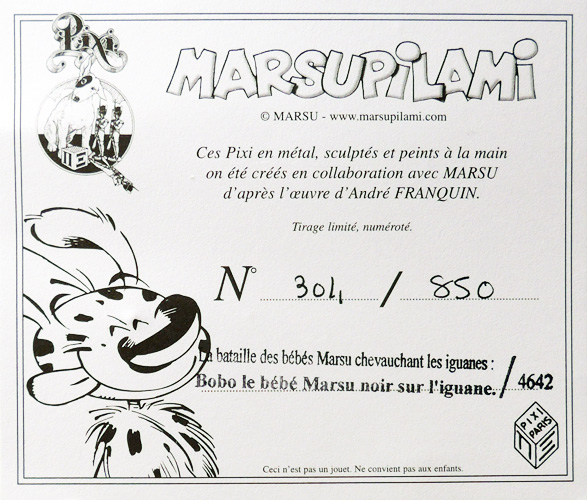 Pixi
MARSUPILAMI
© MARSU - www.marsupilami.com
Ces Pixi en métal, sculptés et peints à la main
on été créés en collaboration avec MARSU
d'après l'œuvre d'André FRANQUIN.
Tirage limité, numéroté.
N° 304 / 850
La bataille des bébés Marsu chevauchant les iguanes :
Bobo le bébé Marsu noir sur l'iguane. / 4642
PIXI
PARIS
Ceci n'est pas un jouet. Ne convient pas aux enfants.